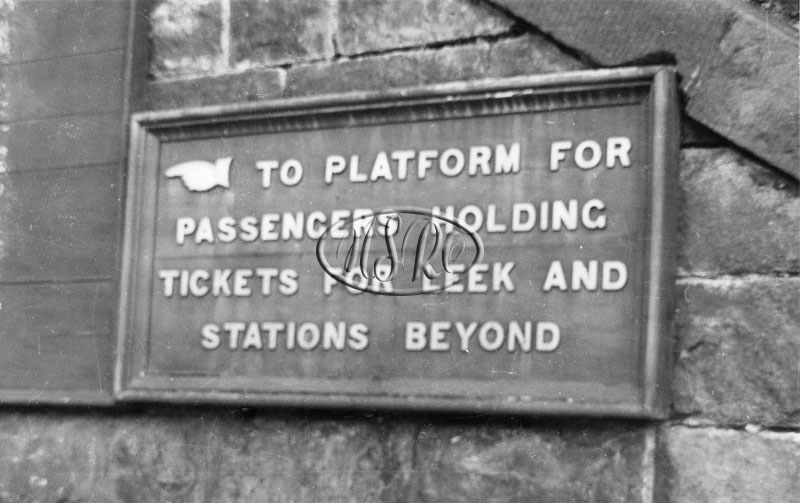 TO PLATFORM FOR
PASSENGERS HOLDING
TICKETS FOR LEEK AND
STATIONS BEYOND